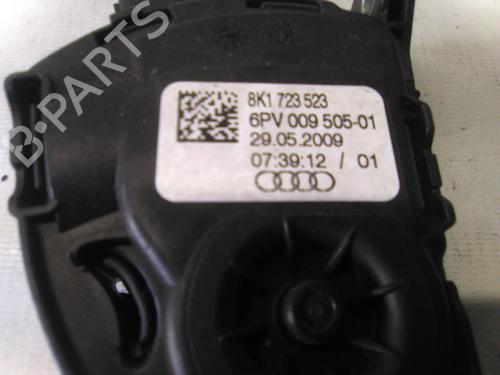 B-PARTS
8K1 723 523
6PV 009 505-01
29.05.2009
07:39:12 / 01